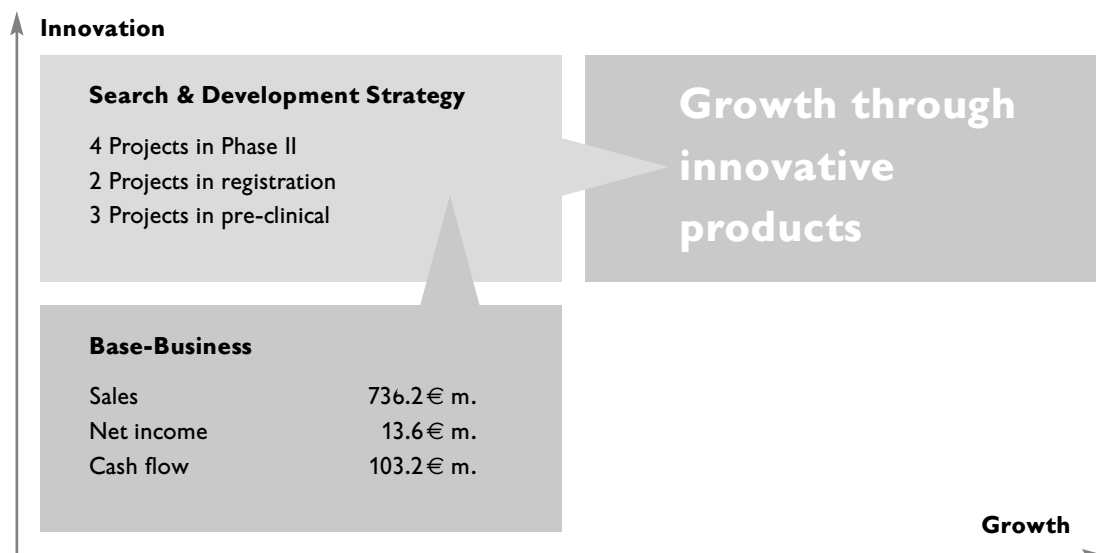 Innovation
Search & Development Strategy
4 Projects in Phase II
2 Projects in registration
3 Projects in pre-clinical
Growth through
innovative
products
Base-Business
Sales 736.2 € m.
Net income 13.6 € m.
Cash flow 103.2 € m.
Growth